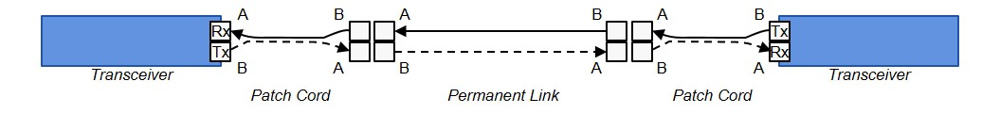 A B A B A B
Rx Tx
Tx Rx
B A B A B A
Transceiver Transceiver
Patch Cord Permanent Link Patch Cord